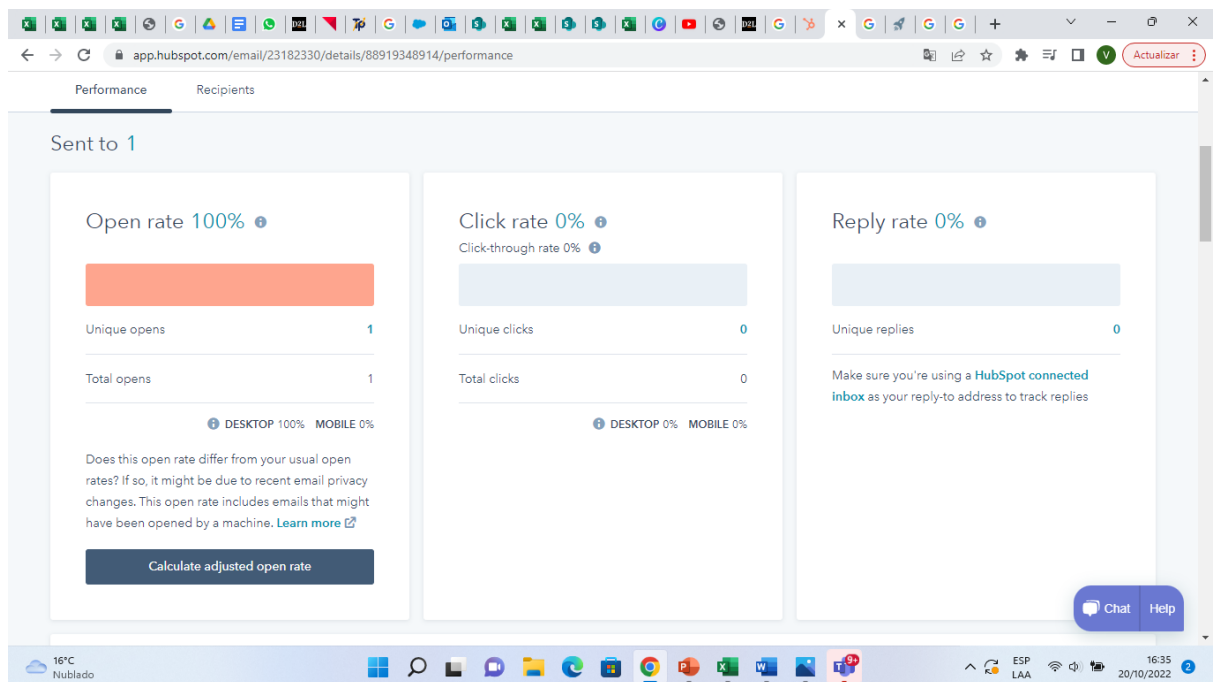 app.hubspot.com/email/23182330/details/88919348914/performance
Actualizar
Performance Recipients
Sent to 1
Open rate 100%
Unique opens 1
Total opens 1
DESKTOP 100% MOBILE 0%
Does this open rate differ from your usual open
rates? If so, it might be due to recent email privacy
changes. This open rate includes emails that might
have been opened by a machine. Learn more
Calculate adjusted open rate
Click rate 0%
Click-through rate 0%
Unique clicks 0
Total clicks 0
DESKTOP 0% MOBILE 0%
Reply rate 0%
Unique replies 0
Make sure you're using a HubSpot connected
inbox as your reply-to address to track replies
Chat Help
16°C
Nublado
9+
ESP
LAA
16:35
20/10/2022
2